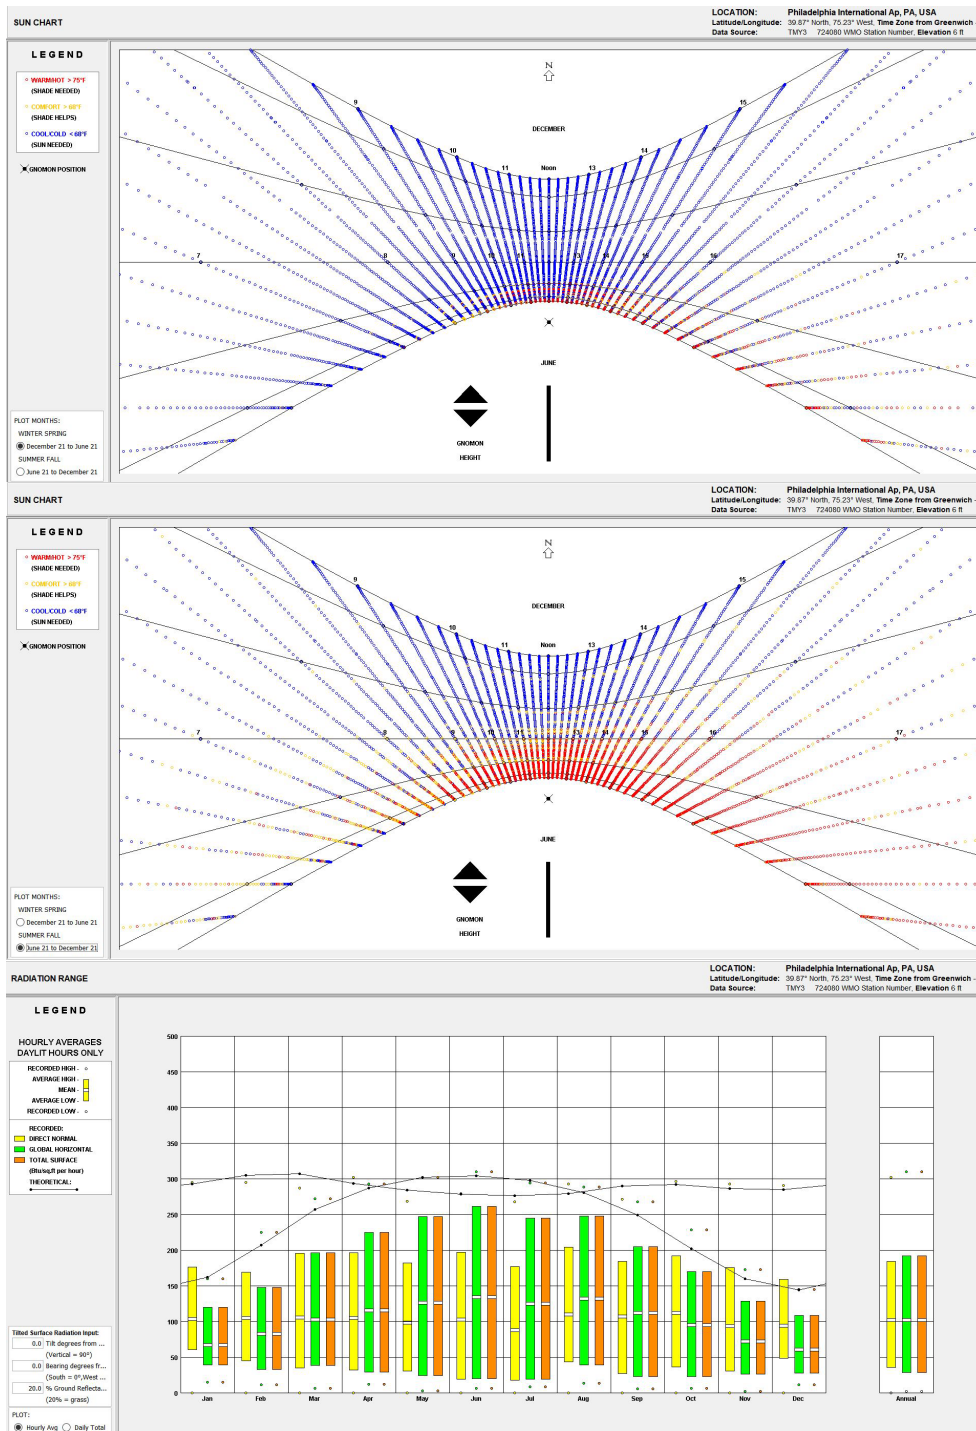 SUN CHART
LOCATION: Philadelphia International Ap, PA, USA
Latitude/Longitude: 39.87° North, 75.23° West, Time Zone from Greenwich -
Data Source: TMY3 724080 WMO Station Number, Elevation 6 ft
LEGEND
WARM/HOT > 75°F
(SHADE NEEDED)
COMFORT > 68°F
(SHADE HELPS)
COOL/COLD < 68°F
(SUN NEEDED)
GNOMON POSITION
PLOT MONTHS:
WINTER SPRING
December 21 to June 21
SUMMER FALL
June 21 to December 21
N
DECEMBER
9 15
10 14
11 Noon 13
7 8 9 10 11 13 14 15 16 17
JUNE
GNOMON
HEIGHT
SUN CHART
LOCATION: Philadelphia International Ap, PA, USA
Latitude/Longitude: 39.87° North, 75.23° West, Time Zone from Greenwich -
Data Source: TMY3 724080 WMO Station Number, Elevation 6 ft
LEGEND
WARM/HOT > 75°F
(SHADE NEEDED)
COMFORT > 68°F
(SHADE HELPS)
COOL/COLD < 68°F
(SUN NEEDED)
GNOMON POSITION
PLOT MONTHS:
WINTER SPRING
December 21 to June 21
SUMMER FALL
June 21 to December 21
N
DECEMBER
9 15
10 14
11 Noon 13
7 8 9 10 11 13 14 15 16 17
JUNE
GNOMON
HEIGHT
RADIATION RANGE
LOCATION: Philadelphia International Ap, PA, USA
Latitude/Longitude: 39.87° North, 75.23° West, Time Zone from Greenwich -
Data Source: TMY3 724080 WMO Station Number, Elevation 6 ft
LEGEND
HOURLY AVERAGES
DAYLIT HOURS ONLY
RECORDED HIGH -
AVERAGE HIGH -
MEAN -
AVERAGE LOW -
RECORDED LOW -
RECORDED:
DIRECT NORMAL
GLOBAL HORIZONTAL
TOTAL SURFACE
(Btu/sq.ft per hour)
THEORETICAL:
Tilted Surface Radiation Input:
0.0 Tilt degrees from ...
(Vertical = 90°)
0.0 Bearing degrees fr...
(South = 0°,West ...
20.0 % Ground Reflecta...
(20% = grass)
PLOT:
Hourly Avg Daily Total
500
450
400
350
300
250
200
150
100
50
0
Jan Feb Mar Apr May Jun Jul Aug Sep Oct Nov Dec Annual